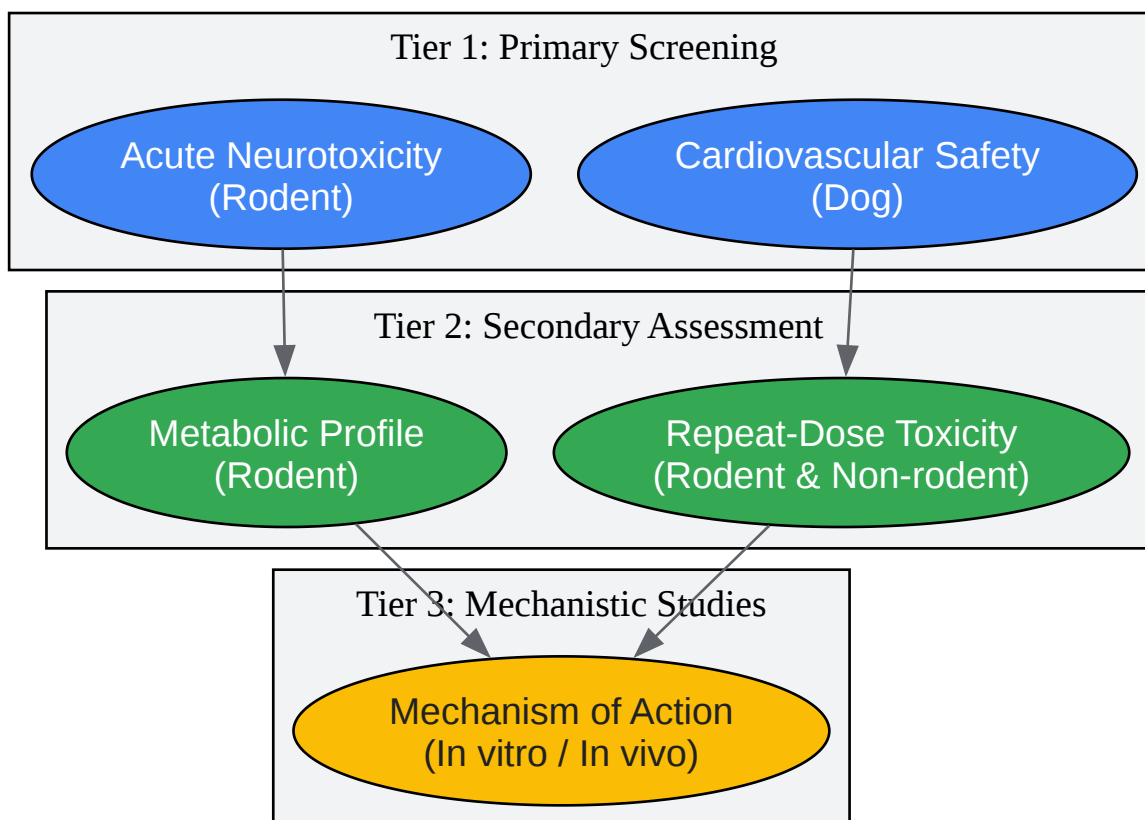 Tier 1: Primary Screening
Acute Neurotoxicity
(Rodent)
Cardiovascular Safety
(Dog)
Tier 2: Secondary Assessment
Metabolic Profile
(Rodent)
Repeat-Dose Toxicity
(Rodent & Non-rodent)
Tier 3: Mechanistic Studies
Mechanism of Action
(In vitro / In vivo)